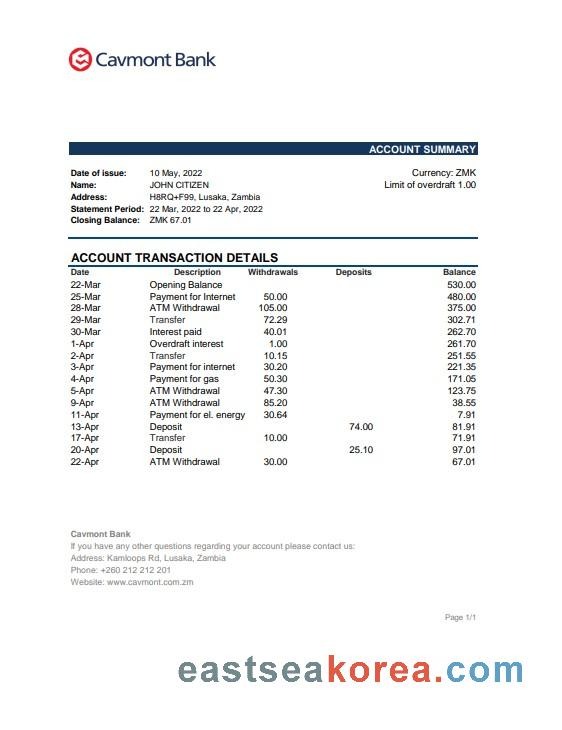 Cavmont Bank
ACCOUNT SUMMARY
Date of issue: 10 May, 2022 Currency: ZMK
Name: JOHN CITIZEN Limit of overdraft 1.00
Address: H8RQ+F99, Lusaka, Zambia
Statement Period: 22 Mar, 2022 to 22 Apr, 2022
Closing Balance: ZMK 67.01
ACCOUNT TRANSACTION DETAILS
Date Description Withdrawals Deposits Balance
22-Mar Opening Balance 530.00
25-Mar Payment for Internet 50.00 480.00
28-Mar ATM Withdrawal 105.00 375.00
29-Mar Transfer 72.29 302.71
30-Mar Interest paid 40.01 262.70
1-Apr Overdraft interest 1.00 261.70
2-Apr Transfer 10.15 251.55
3-Apr Payment for internet 30.20 221.35
4-Apr Payment for gas 50.30 171.05
5-Apr ATM Withdrawal 47.30 123.75
9-Apr ATM Withdrawal 85.20 38.55
11-Apr Payment for el. energy 30.64 7.91
13-Apr Deposit 74.00 81.91
17-Apr Transfer 10.00 71.91
20-Apr Deposit 25.10 97.01
22-Apr ATM Withdrawal 30.00 67.01
Cavmont Bank
If you have any other questions regarding your account please contact us:
Address: Kamloops Rd, Lusaka, Zambia
Phone: +260 212 212 201
Website: www.cavmont.com.zm
Page 1/1
eastseakorea.com